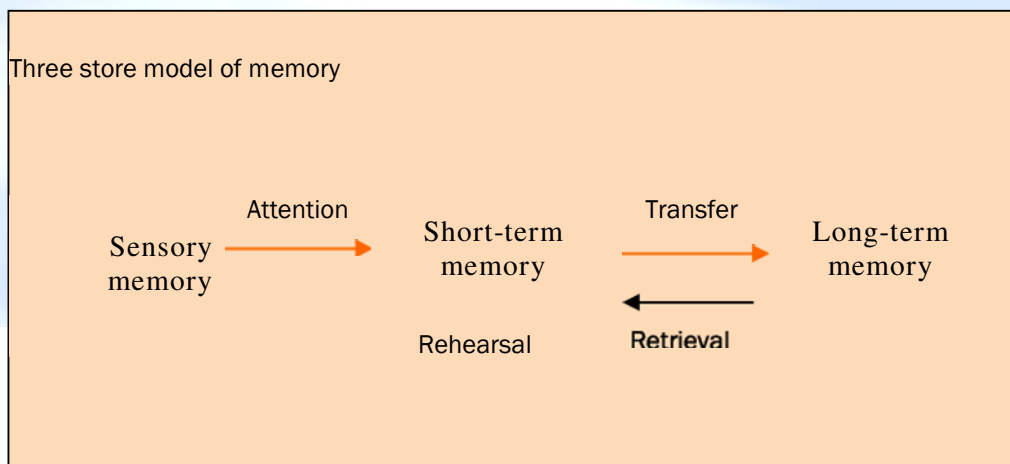 Three store model of memory
Attention
Transfer
Sensory
memory
Short-term
memory
Long-term
memory
Rehearsal
Retrieval